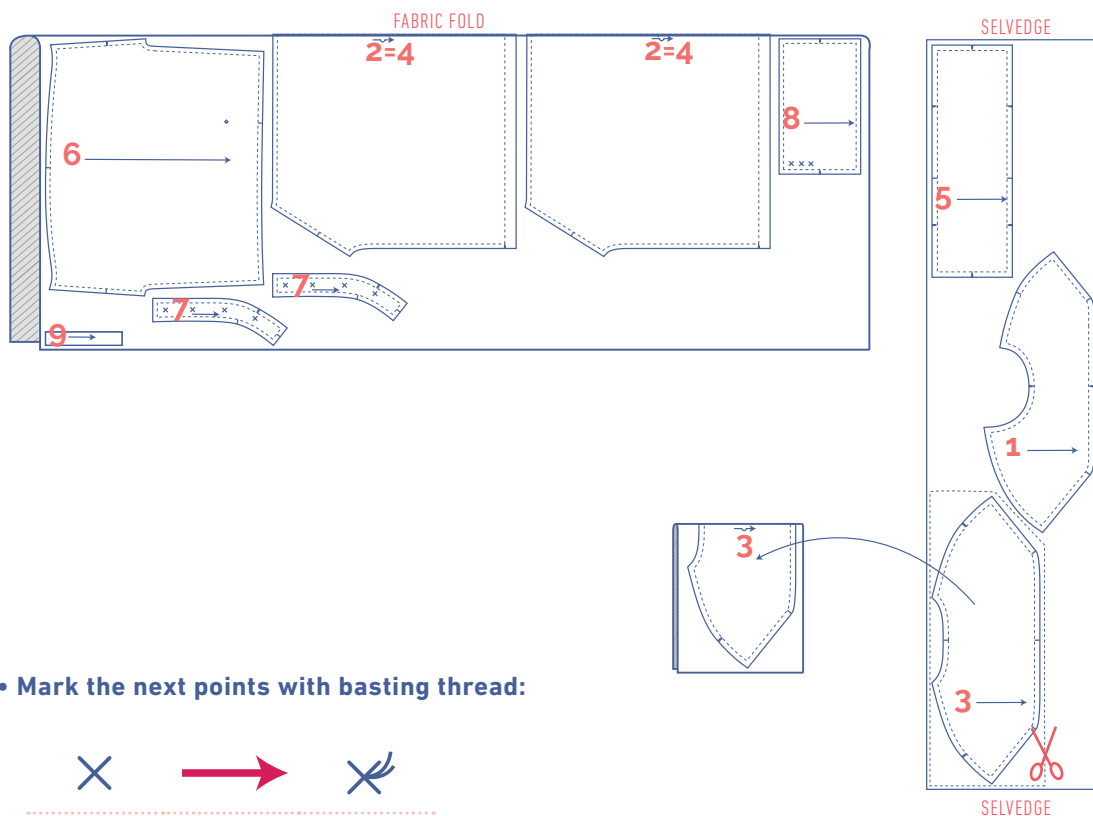 FABRIC FOLD
SELVEDGE
2=4
2=4
8
6
5
7
7
9
1
3
3
• Mark the next points with basting thread:
SELVEDGE